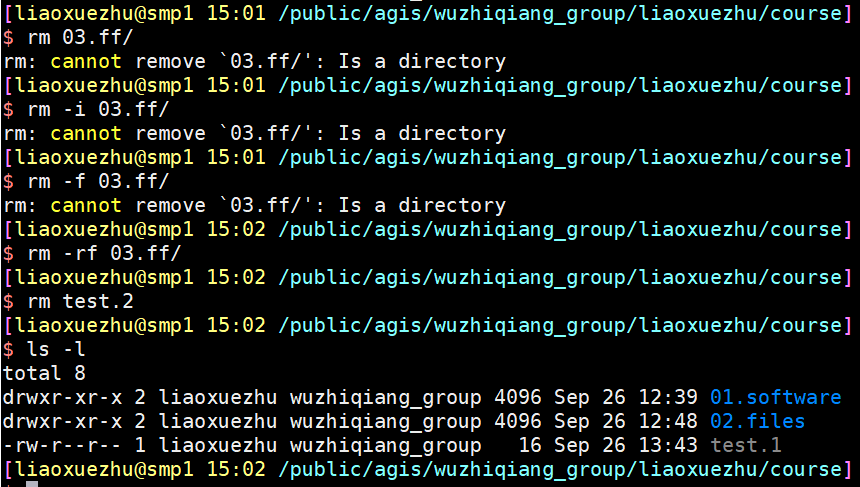 [liaoxuezhu@smp1 15:01 /public/agis/wuzhiqiang_group/liaoxuezhu/course]
$ rm 03.ff/
rm: cannot remove `03.ff/': Is a directory
[liaoxuezhu@smp1 15:01 /public/agis/wuzhiqiang_group/liaoxuezhu/course]
$ rm -i 03.ff/
rm: cannot remove `03.ff/': Is a directory
[liaoxuezhu@smp1 15:01 /public/agis/wuzhiqiang_group/liaoxuezhu/course]
$ rm -f 03.ff/
rm: cannot remove `03.ff/': Is a directory
[liaoxuezhu@smp1 15:02 /public/agis/wuzhiqiang_group/liaoxuezhu/course]
$ rm -rf 03.ff/
[liaoxuezhu@smp1 15:02 /public/agis/wuzhiqiang_group/liaoxuezhu/course]
$ rm test.2
[liaoxuezhu@smp1 15:02 /public/agis/wuzhiqiang_group/liaoxuezhu/course]
$ ls -l
total 8
drwxr-xr-x 2 liaoxuezhu wuzhiqiang_group 4096 Sep 26 12:39 01.software
drwxr-xr-x 2 liaoxuezhu wuzhiqiang_group 4096 Sep 26 12:48 02.files
-rw-r--r-- 1 liaoxuezhu wuzhiqiang_group   16 Sep 26 13:43 test.1
[liaoxuezhu@smp1 15:02 /public/agis/wuzhiqiang_group/liaoxuezhu/course]